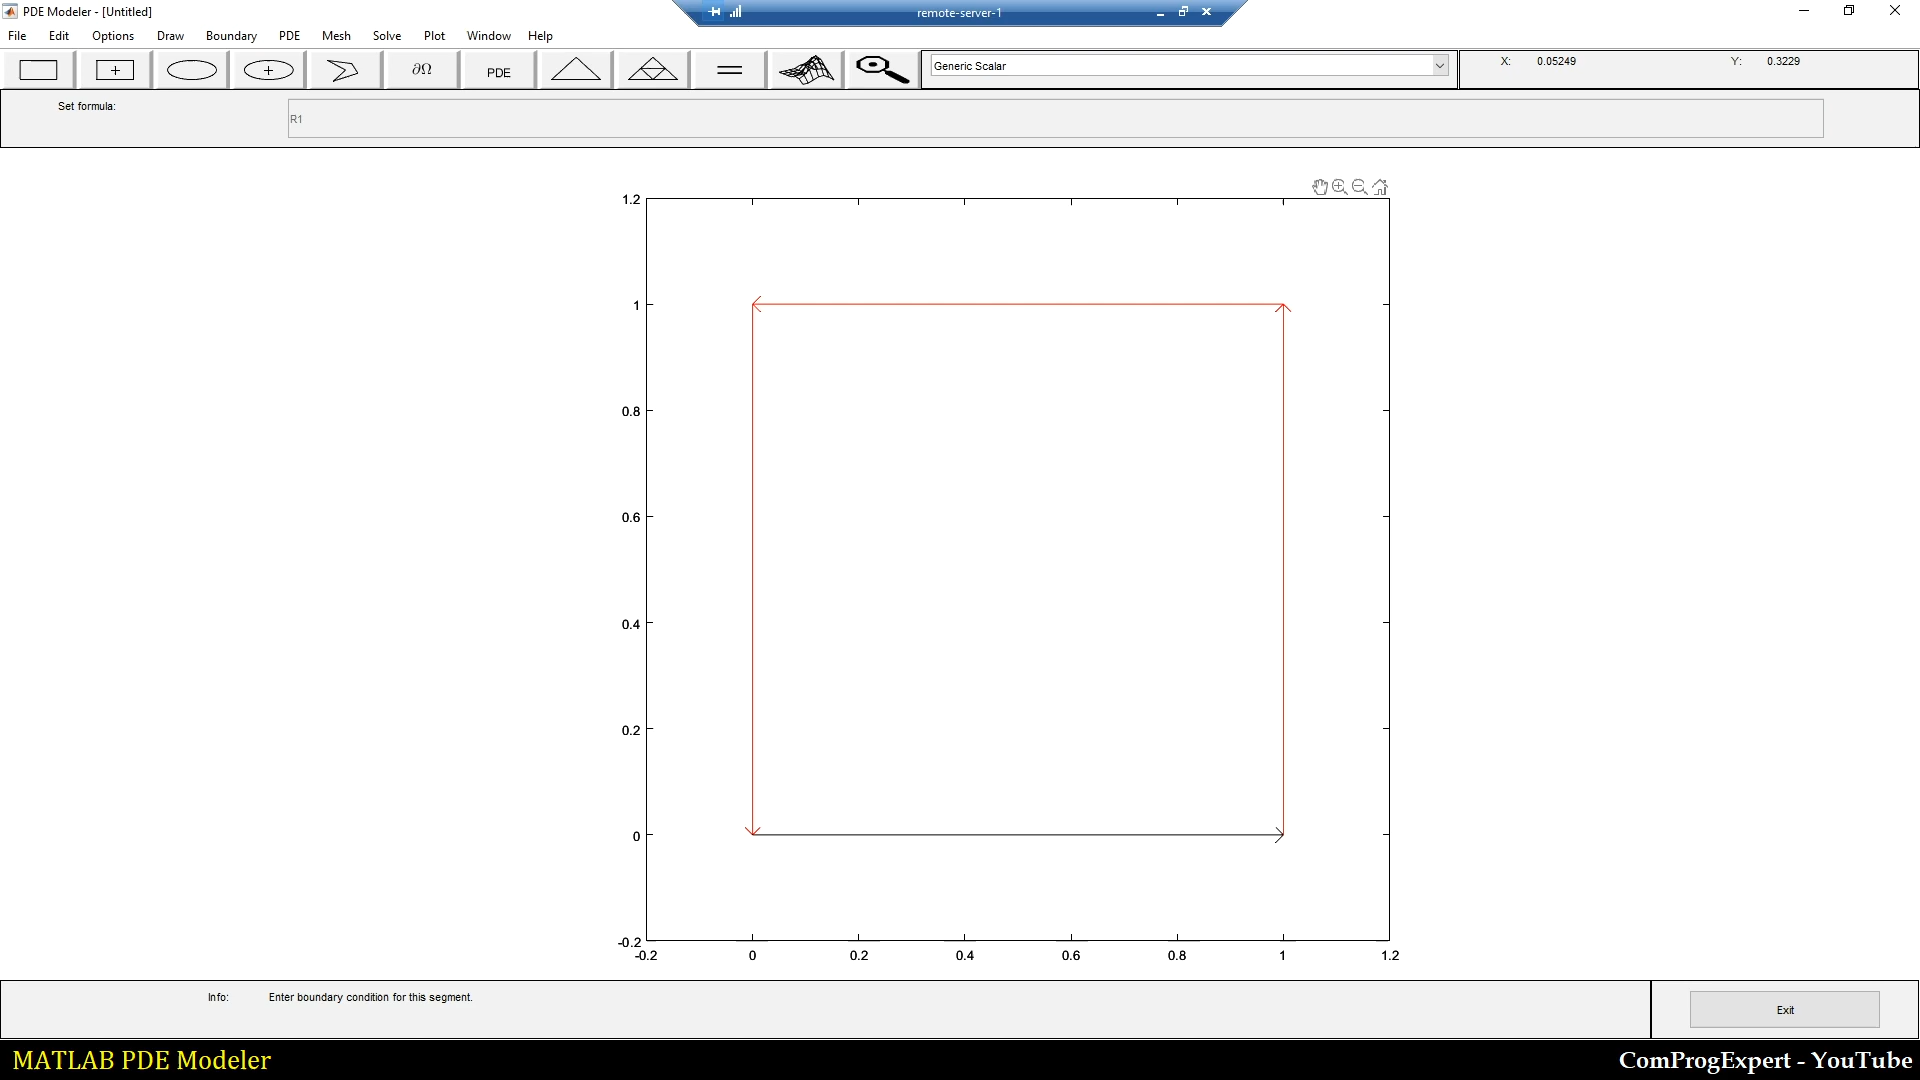 PDE Modeler - [Untitled]
remote-server-1
File Edit Options Draw Boundary PDE Mesh Solve Plot Window Help
∂Ω PDE Generic Scalar X: 0.05249 Y: 0.3229
Set formula: R1
1.2
1
0.8
0.6
0.4
0.2
0
-0.2
-0.2 0 0.2 0.4 0.6 0.8 1 1.2
Info: Enter boundary condition for this segment.
Exit
MATLAB PDE Modeler
ComProgExpert - YouTube